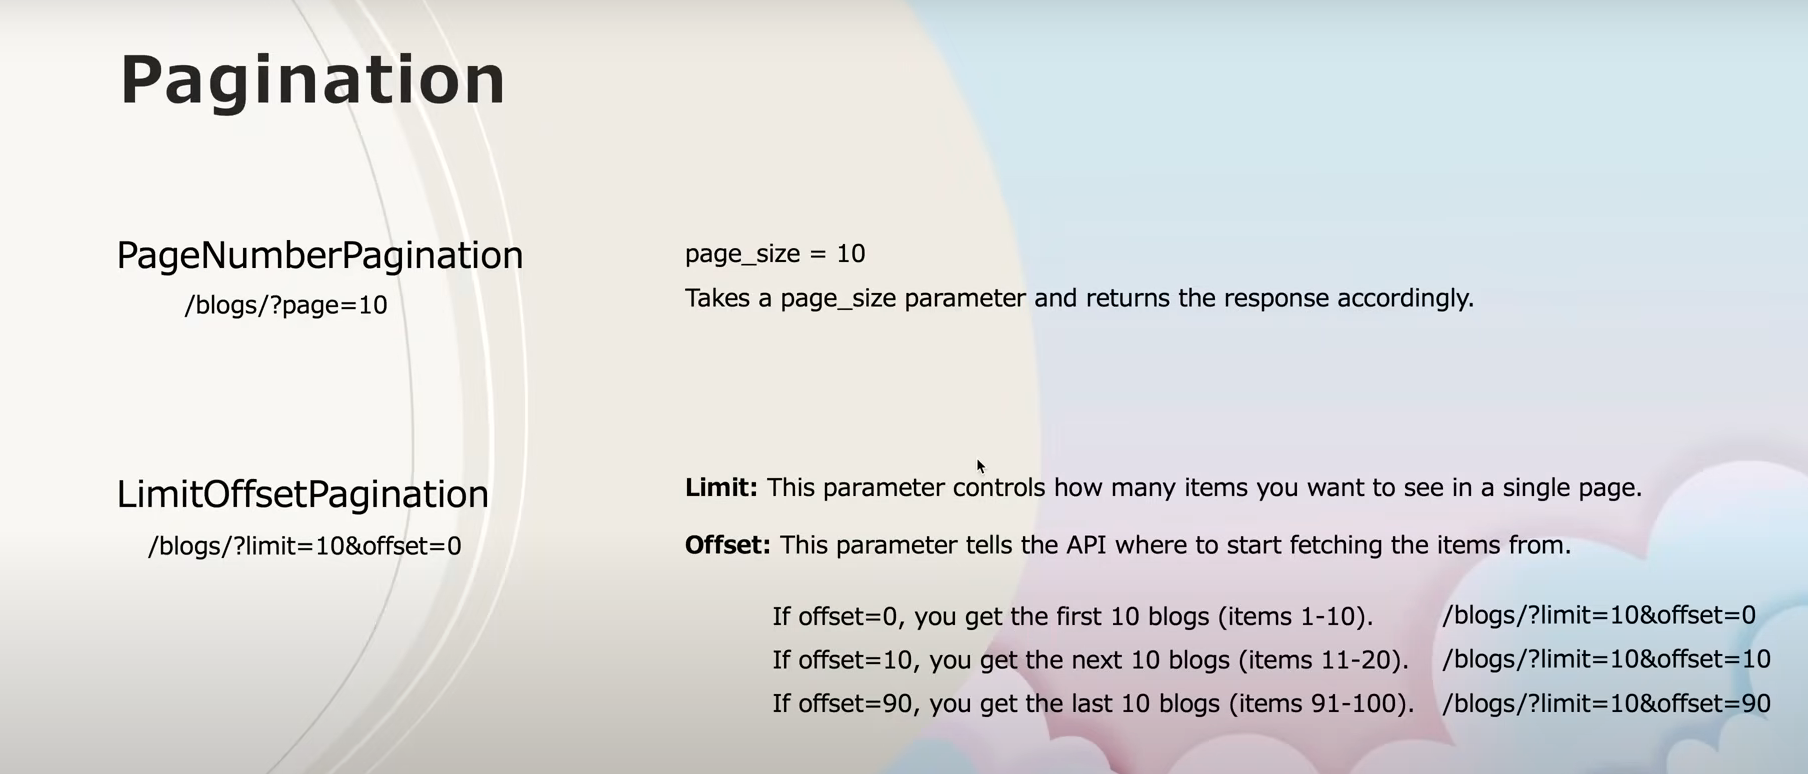 Pagination
PageNumberPagination
/blogs/?page=10
page_size = 10
Takes a page_size parameter and returns the response accordingly.
LimitOffsetPagination
/blogs/?limit=10&offset=0
Limit: This parameter controls how many items you want to see in a single page.
Offset: This parameter tells the API where to start fetching the items from.
If offset=0, you get the first 10 blogs (items 1-10). /blogs/?limit=10&offset=0
If offset=10, you get the next 10 blogs (items 11-20). /blogs/?limit=10&offset=10
If offset=90, you get the last 10 blogs (items 91-100). /blogs/?limit=10&offset=90